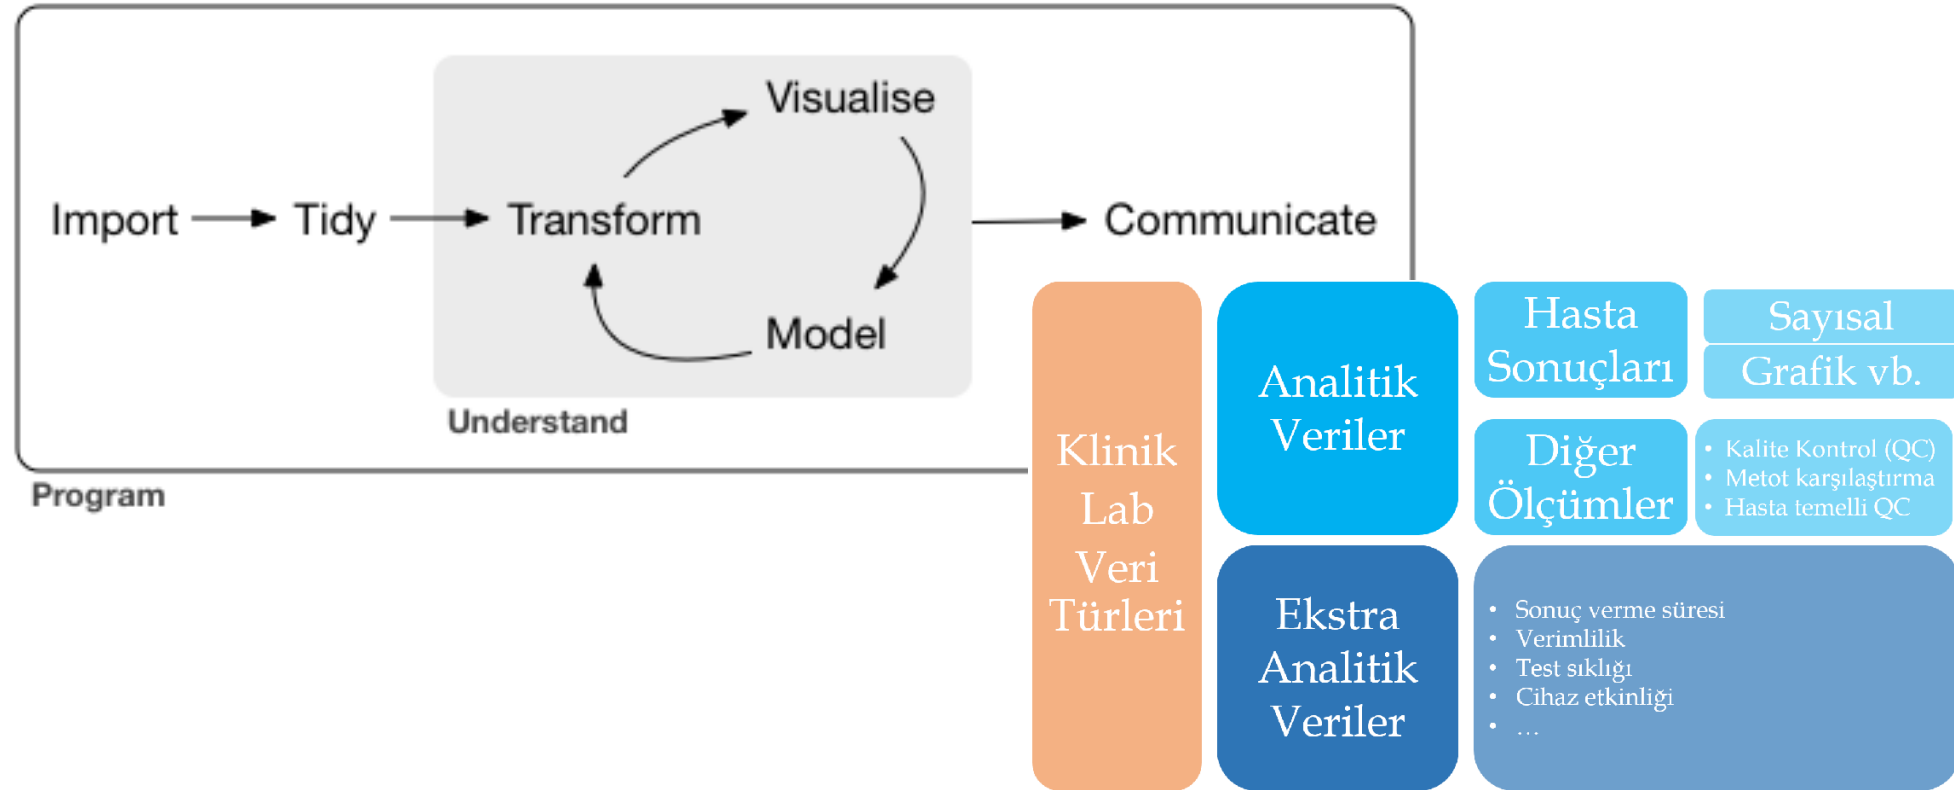 Import
Tidy
Transform
Visualise
Model
Communicate
Understand
Program
Klinik
Lab
Veri
Türleri
Analitik
Veriler
Hasta
Sonuçları
Sayısal
Grafik vb.
Diğer
Ölçümler
• Kalite Kontrol (QC)
• Metot karşılaştırma
• Hasta temelli QC
Ekstra
Analitik
Veriler
• Sonuç verme süresi
• Verimlilik
• Test sıklığı
• Cihaz etkinliği
• …